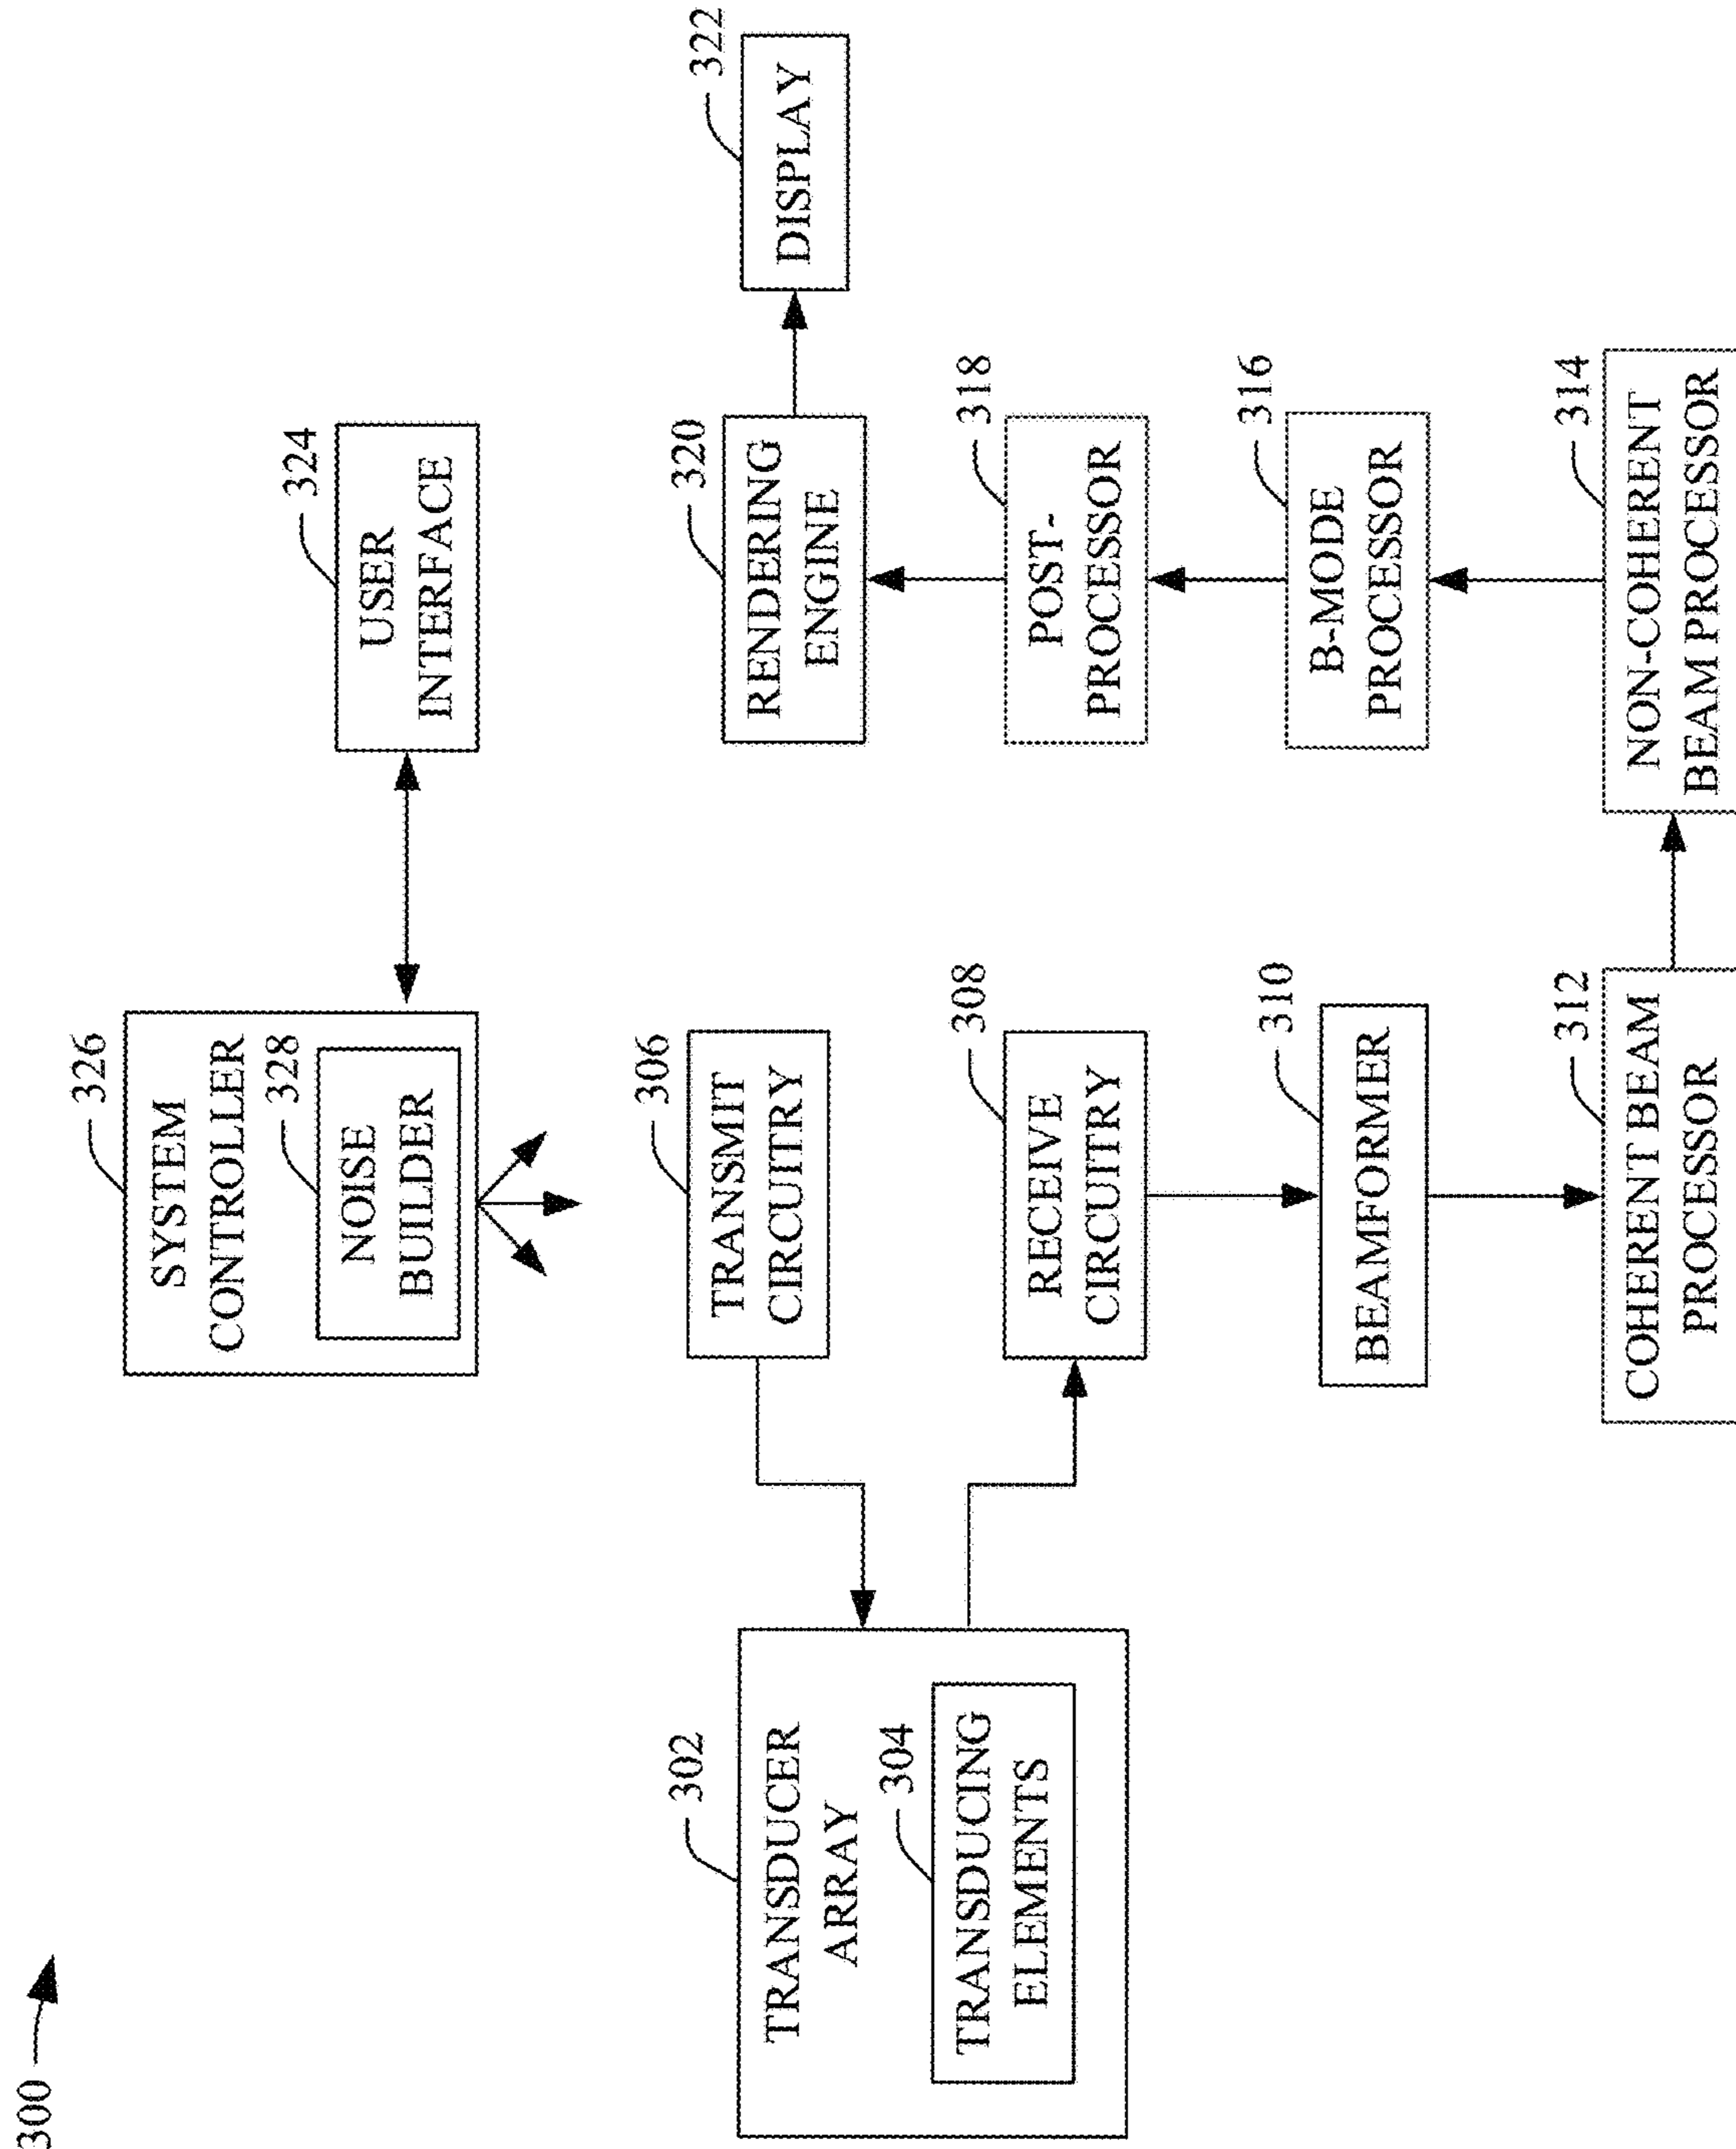 300
326
SYSTEM
CONTROLLER
328
NOISE
BUILDER
324
USER
INTERFACE
302
TRANSDUCER
ARRAY
304
TRANSDUCING
ELEMENTS
306
TRANSMIT
CIRCUITRY
308
RECEIVE
CIRCUITRY
310
BEAMFORMER
312
COHERENT BEAM
PROCESSOR
314
NON-COHERENT
BEAM PROCESSOR
316
B-MODE
PROCESSOR
318
POST-
PROCESSOR
320
RENDERING
ENGINE
322
DISPLAY